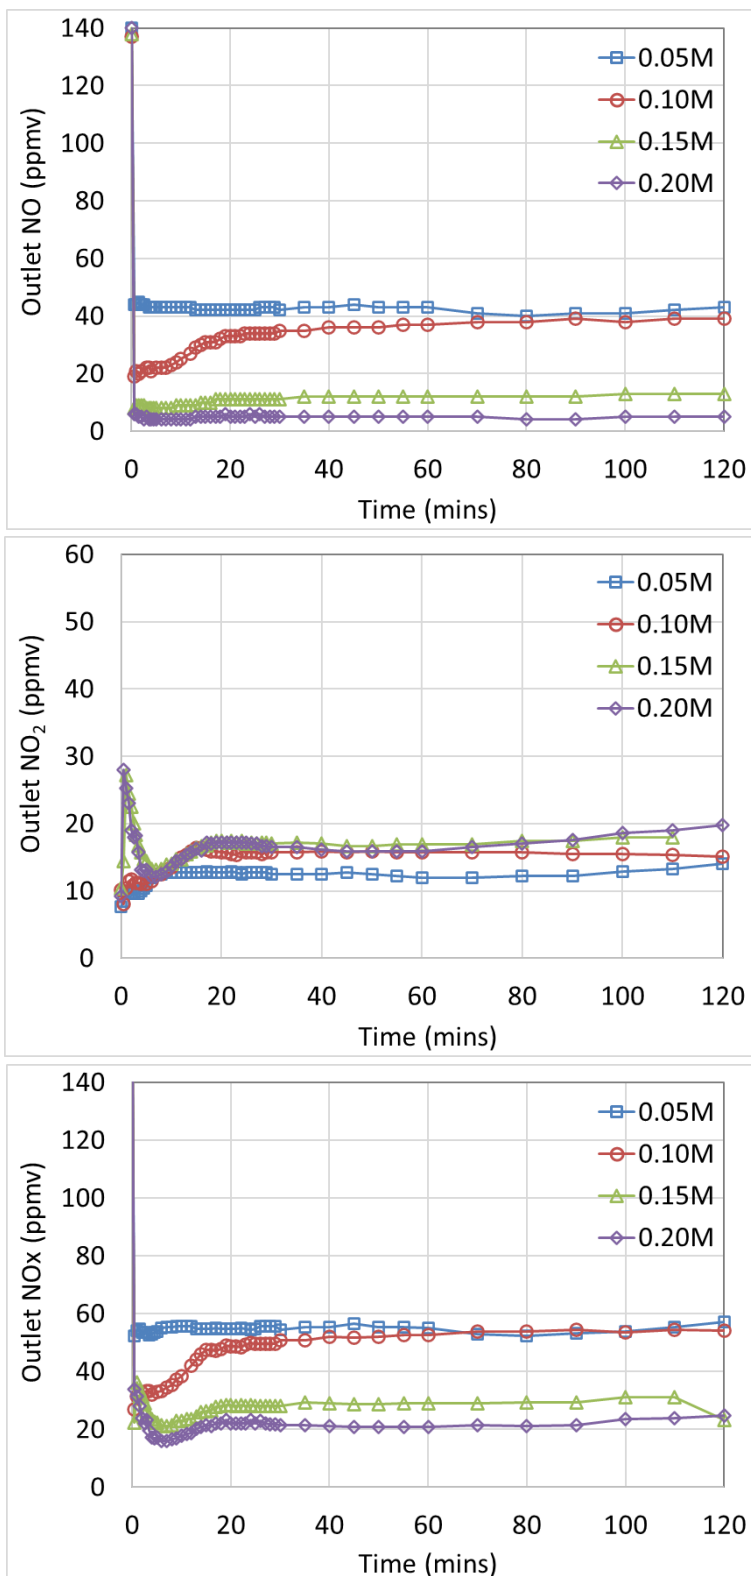 140
120
100
80
60
40
20
0
Outlet NO (ppmv)
0.05M
0.10M
0.15M
0.20M
0 20 40 60 80 100 120
Time (mins)
60
50
40
30
20
10
0
Outlet NO₂ (ppmv)
0.05M
0.10M
0.15M
0.20M
0 20 40 60 80 100 120
Time (mins)
140
120
100
80
60
40
20
0
Outlet NOx (ppmv)
0.05M
0.10M
0.15M
0.20M
0 20 40 60 80 100 120
Time (mins)